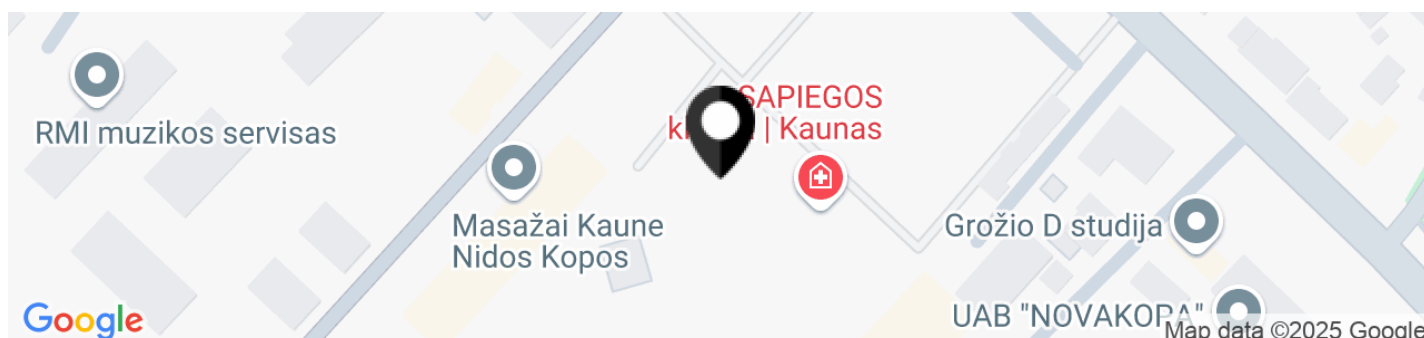 RMI muzikos servisas
SAPIEGOS
| Kaunas
Masažai Kaune
Nidos Kopos
Grožio D studija
UAB "NOVAKOPA"
Google
Map data ©2025 Google